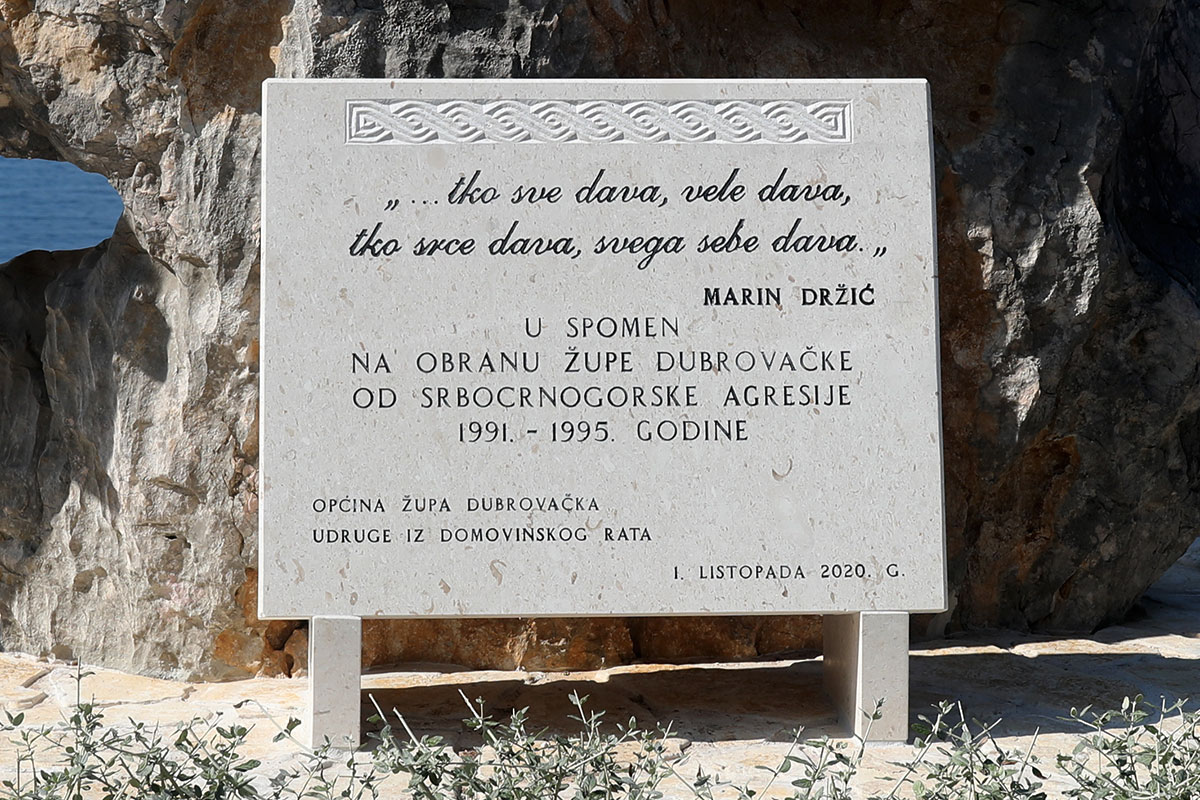 „...tko sve dava, vele dava,
tko srce dava, svega sebe dava.„
MARIN DRŽIĆ
U SPOMEN
NA OBRANU ŽUPE DUBROVAČKE
OD SRBOCRNOGORSKE AGRESIJE
1991. - 1995. GODINE
OPĆINA ŽUPA DUBROVAČKA
UDRUGE IZ DOMOVINSKOG RATA
1. LISTOPADA 2020. G.